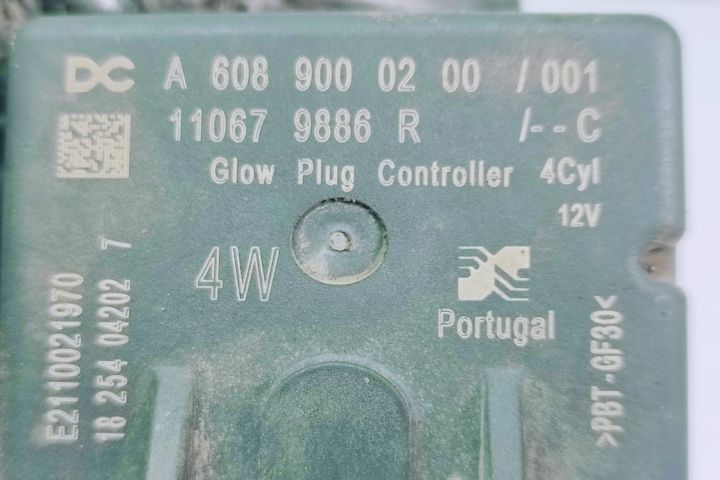 DC A 608 900 02 00 /001
11067 9886 R /--C
Glow Plug Controller 4Cyl
12V
4W
Portugal
E2110021970
18 254 04202 7
>PBT-GF30<